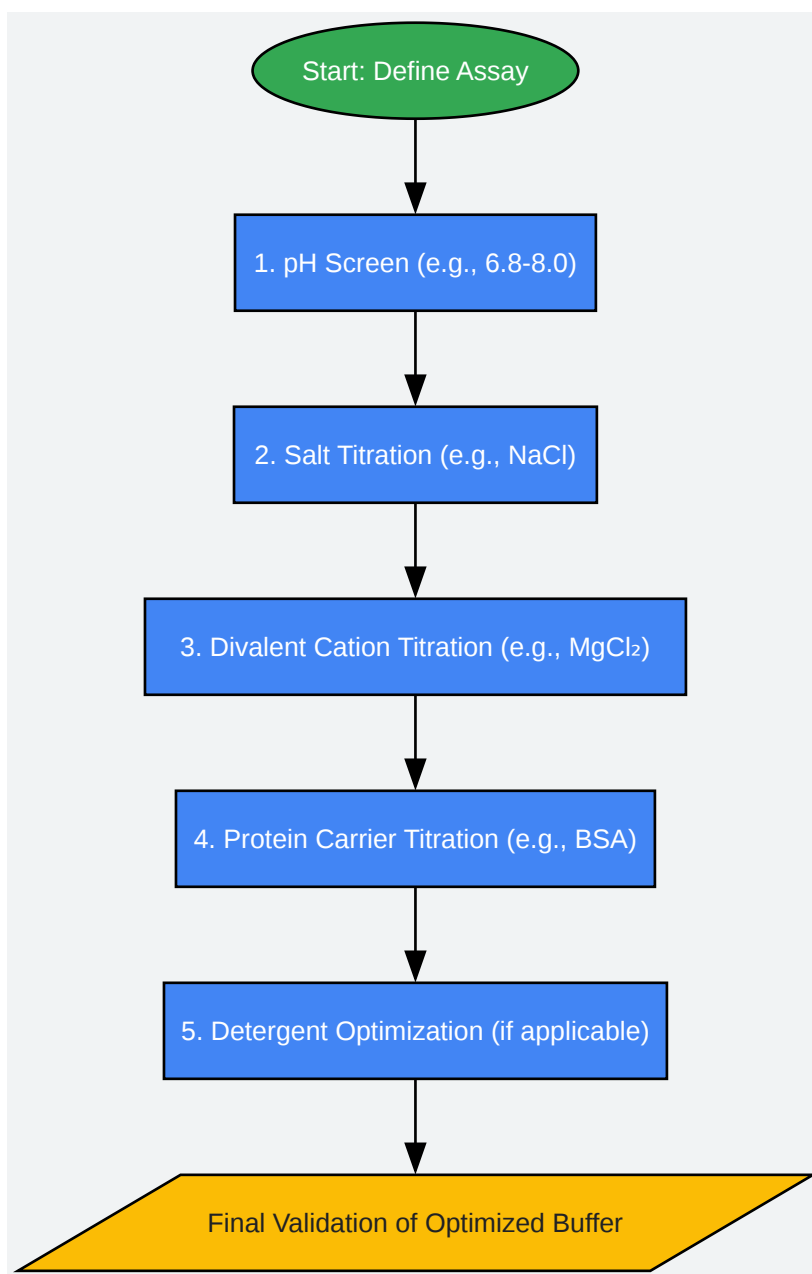 Start: Define Assay
1. pH Screen (e.g., 6.8-8.0)
2. Salt Titration (e.g., NaCl)
3. Divalent Cation Titration (e.g., MgCl₂)
4. Protein Carrier Titration (e.g., BSA)
5. Detergent Optimization (if applicable)
Final Validation of Optimized Buffer